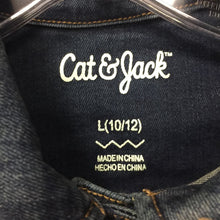 Cat & Jack™
L(10/12)
MADE IN CHINA
HECHO EN CHINA